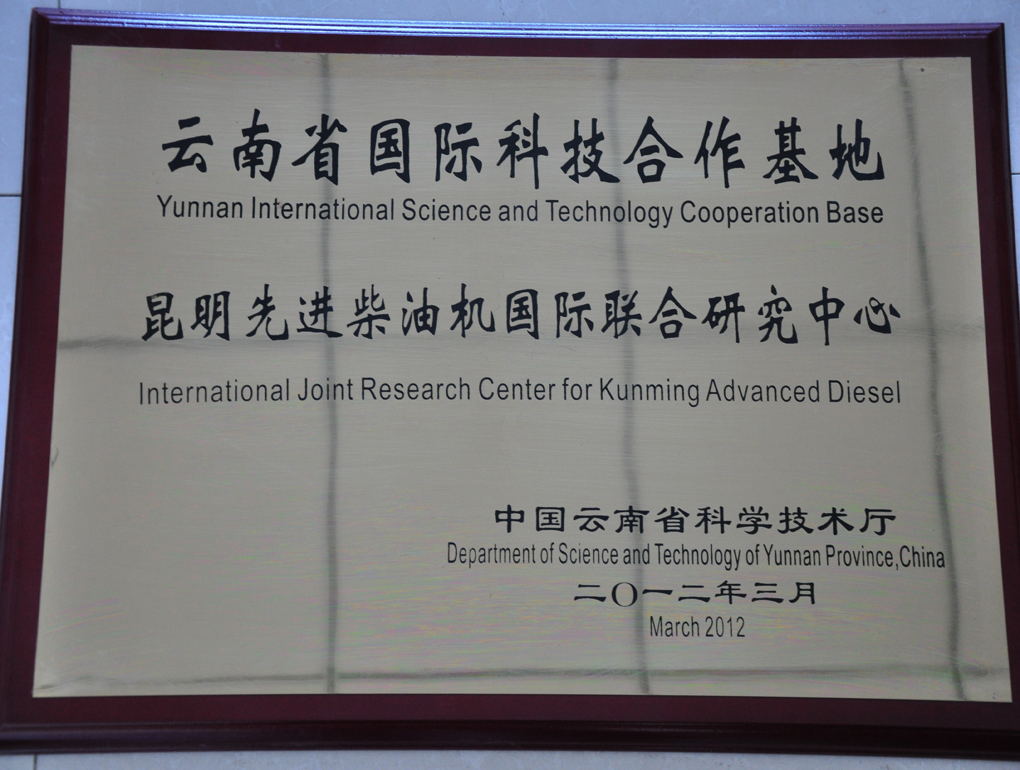 云南省国际科技合作基地
Yunnan International Science and Technology Cooperation Base
昆明先进柴油机国际联合研究中心
International Joint Research Center for Kunming Advanced Diesel
中国云南省科学技术厅
Department of Science and Technology of Yunnan Province,China
二〇一二年三月
March 2012